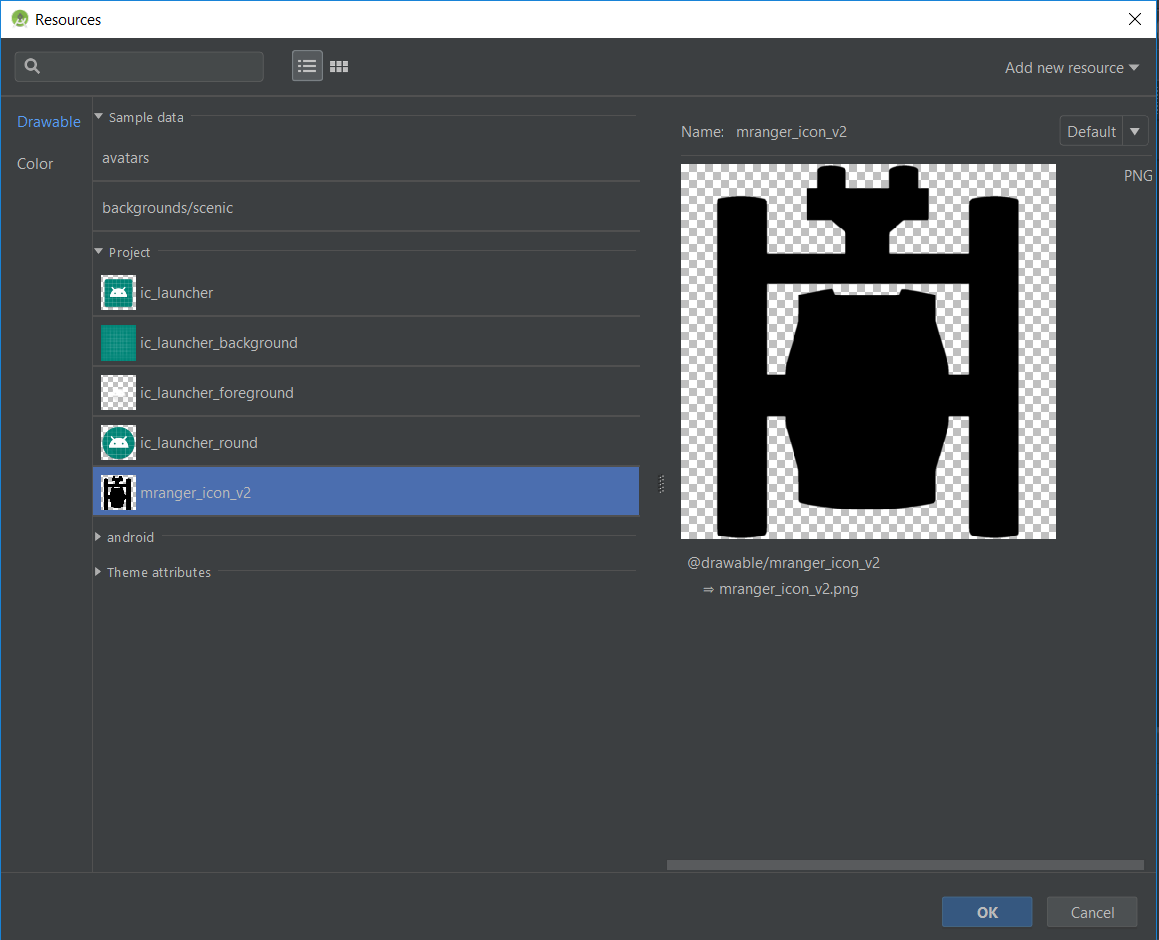 Resources
Add new resource
Drawable
Color
Sample data
avatars
backgrounds/scenic
Project
ic_launcher
ic_launcher_background
ic_launcher_foreground
ic_launcher_round
mranger_icon_v2
android
Theme attributes
Name: mranger_icon_v2
Default
PNG
@drawable/mranger_icon_v2
⇒ mranger_icon_v2.png
OK
Cancel